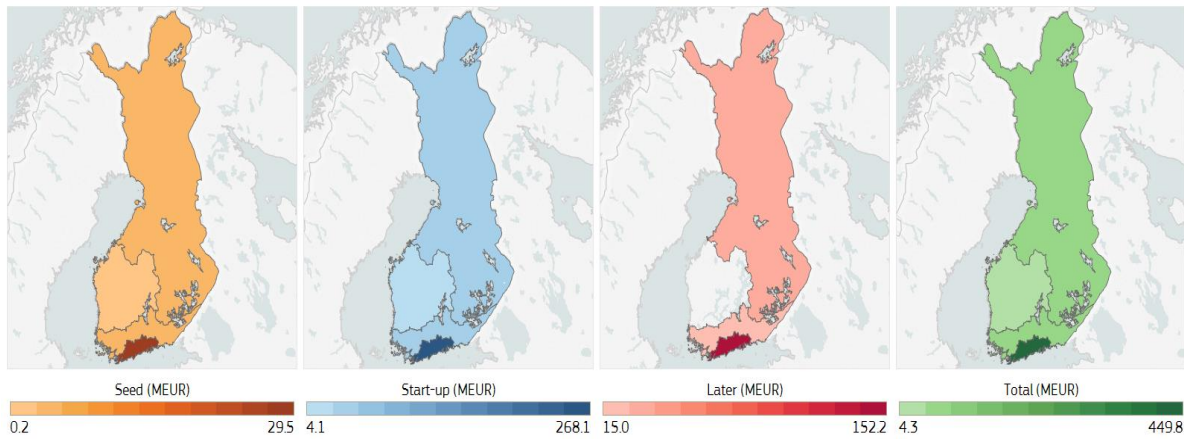 Seed (MEUR) Start-up (MEUR) Later (MEUR) Total (MEUR)
0.2 29.5 4.1 268.1 15.0 152.2 4.3 449.8